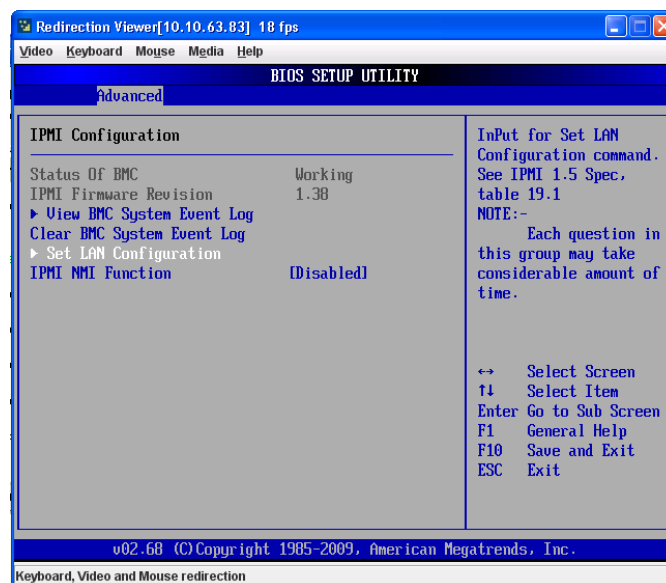 Redirection Viewer[10.10.63.83] 18 fps
Video Keyboard Mouse Media Help
BIOS SETUP UTILITY
Advanced
IPMI Configuration
Status Of BMC Working
IPMI Firmware Revision 1.38
▶ View BMC System Event Log
Clear BMC System Event Log
▶ Set LAN Configuration
IPMI NMI Function [Disabled]
InPut for Set LAN
Configuration command.
See IPMI 1.5 Spec,
table 19.1
NOTE:-
Each question in
this group may take
considerable amount of
time.
↔ Select Screen
↑↓ Select Item
Enter Go to Sub Screen
F1 General Help
F10 Save and Exit
ESC Exit
v02.68 (C)Copyright 1985-2009, American Megatrends, Inc.
Keyboard, Video and Mouse redirection